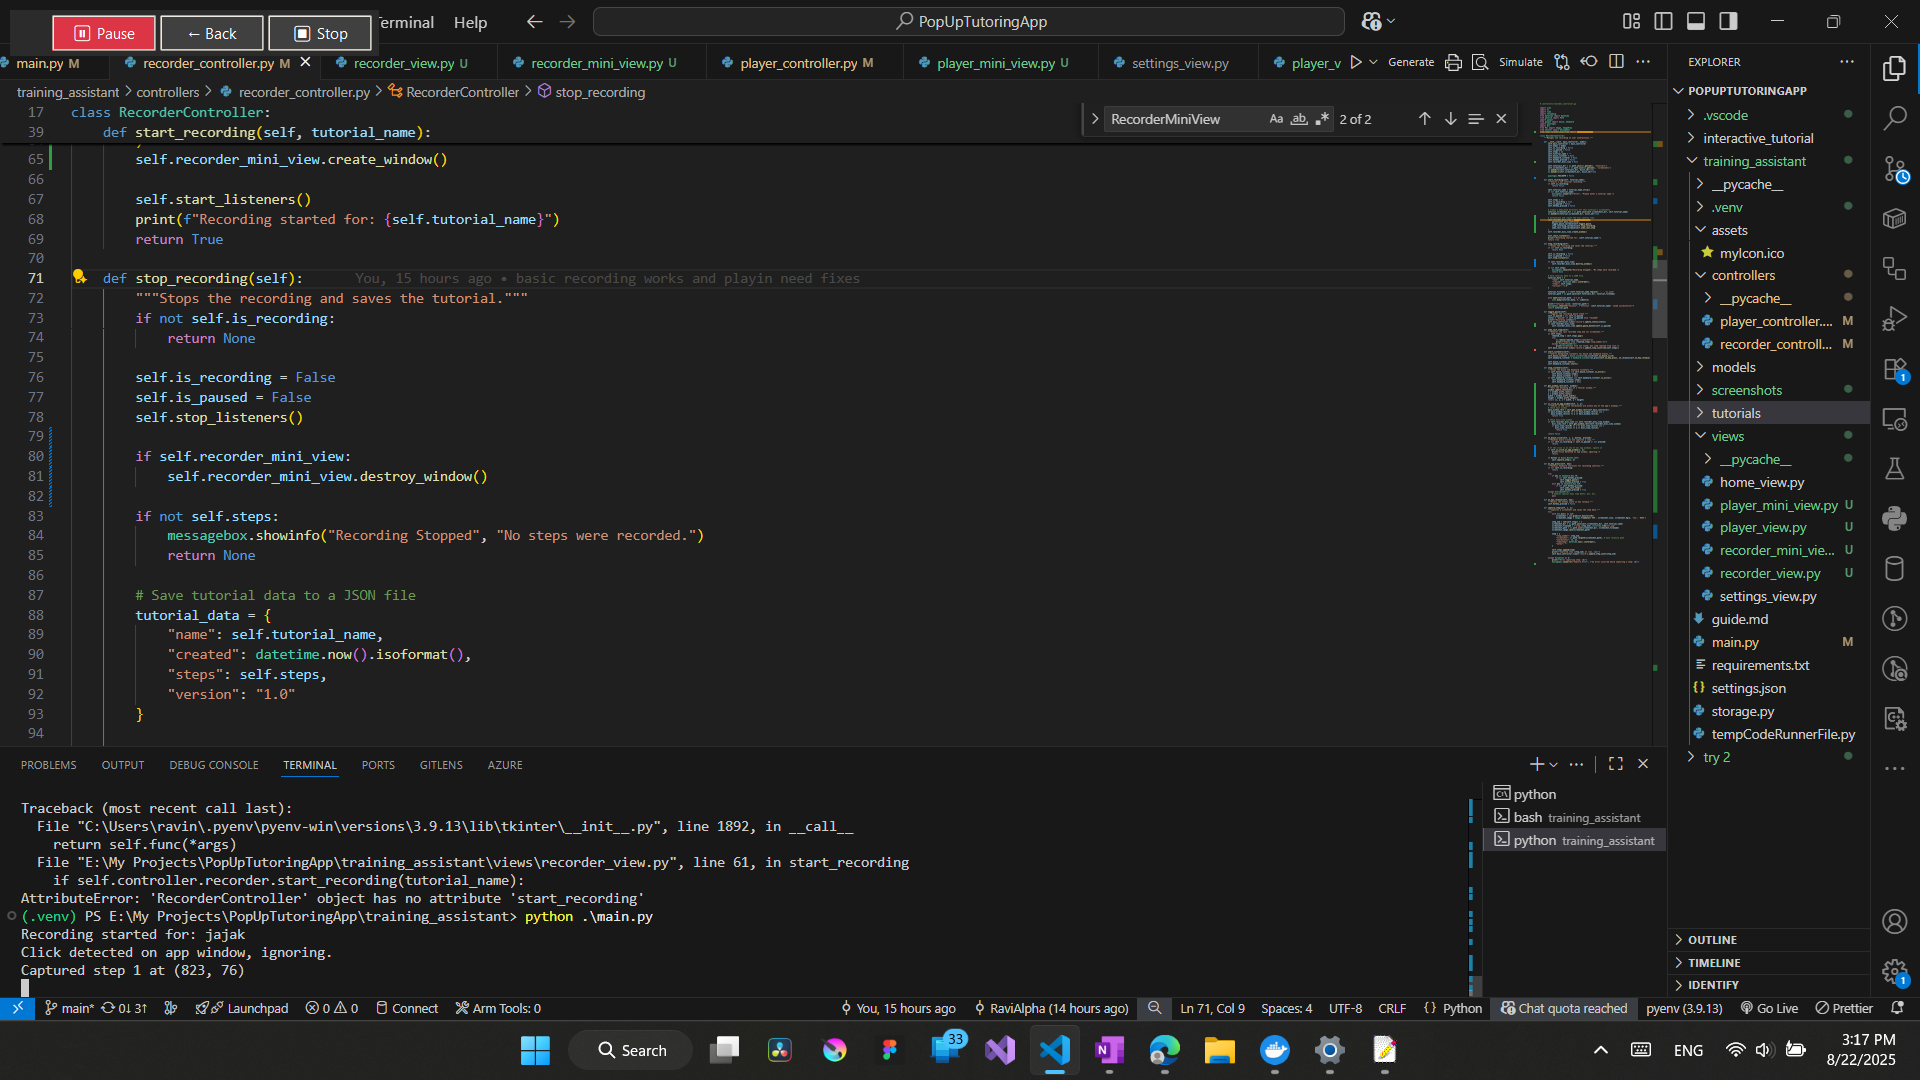 Pause
← Back
Stop
Terminal
Help
PopUpTutoringApp
main.py M
recorder_controller.py M
recorder_view.py U
recorder_mini_view.py U
player_controller.py M
player_mini_view.py U
settings_view.py
player_v
Generate
Simulate
training_assistant > controllers > recorder_controller.py > RecorderController > stop_recording
RecorderMiniView
Aa
ab
2 of 2
17 class RecorderController:
39 def start_recording(self, tutorial_name):
65 self.recorder_mini_view.create_window()
66
67 self.start_listeners()
68 print(f"Recording started for: {self.tutorial_name}")
69 return True
70
71 def stop_recording(self): You, 15 hours ago • basic recording works and playin need fixes
72 """Stops the recording and saves the tutorial."""
73 if not self.is_recording:
74 return None
75
76 self.is_recording = False
77 self.is_paused = False
78 self.stop_listeners()
79
80 if self.recorder_mini_view:
81 self.recorder_mini_view.destroy_window()
82
83 if not self.steps:
84 messagebox.showinfo("Recording Stopped", "No steps were recorded.")
85 return None
86
87 # Save tutorial data to a JSON file
88 tutorial_data = {
89 "name": self.tutorial_name,
90 "created": datetime.now().isoformat(),
91 "steps": self.steps,
92 "version": "1.0"
93 }
94
PROBLEMS
OUTPUT
DEBUG CONSOLE
TERMINAL
PORTS
GITLENS
AZURE
Traceback (most recent call last):
File "C:\Users\ravin\.pyenv\pyenv-win\versions\3.9.13\lib\tkinter\__init__.py", line 1892, in __call__
return self.func(*args)
File "E:\My Projects\PopUpTutoringApp\training_assistant\views\recorder_view.py", line 61, in start_recording
if self.controller.recorder.start_recording(tutorial_name):
AttributeError: 'RecorderController' object has no attribute 'start_recording'
(.venv) PS E:\My Projects\PopUpTutoringApp\training_assistant> python .\main.py
Recording started for: jajak
Click detected on app window, ignoring.
Captured step 1 at (823, 76)
python
bash training_assistant
python training_assistant
EXPLORER
POPUPTUTORINGAPP
.vscode
interactive_tutorial
training_assistant
__pycache__
.venv
assets
myIcon.ico
controllers
__pycache__
player_controller.... M
recorder_controll... M
models
screenshots
tutorials
views
__pycache__
home_view.py
player_mini_view.py U
player_view.py U
recorder_mini_vie... U
recorder_view.py U
settings_view.py
guide.md
main.py M
requirements.txt
settings.json
storage.py
tempCodeRunnerFile.py
try 2
OUTLINE
TIMELINE
IDENTIFY
1
1
main*
0↓ 3↑
Launchpad
0
0
Connect
Arm Tools: 0
You, 15 hours ago
RaviAlpha (14 hours ago)
Ln 71, Col 9
Spaces: 4
UTF-8
CRLF
{ } Python
Chat quota reached
pyenv (3.9.13)
Go Live
Prettier
Search
33
ENG
3:17 PM
8/22/2025